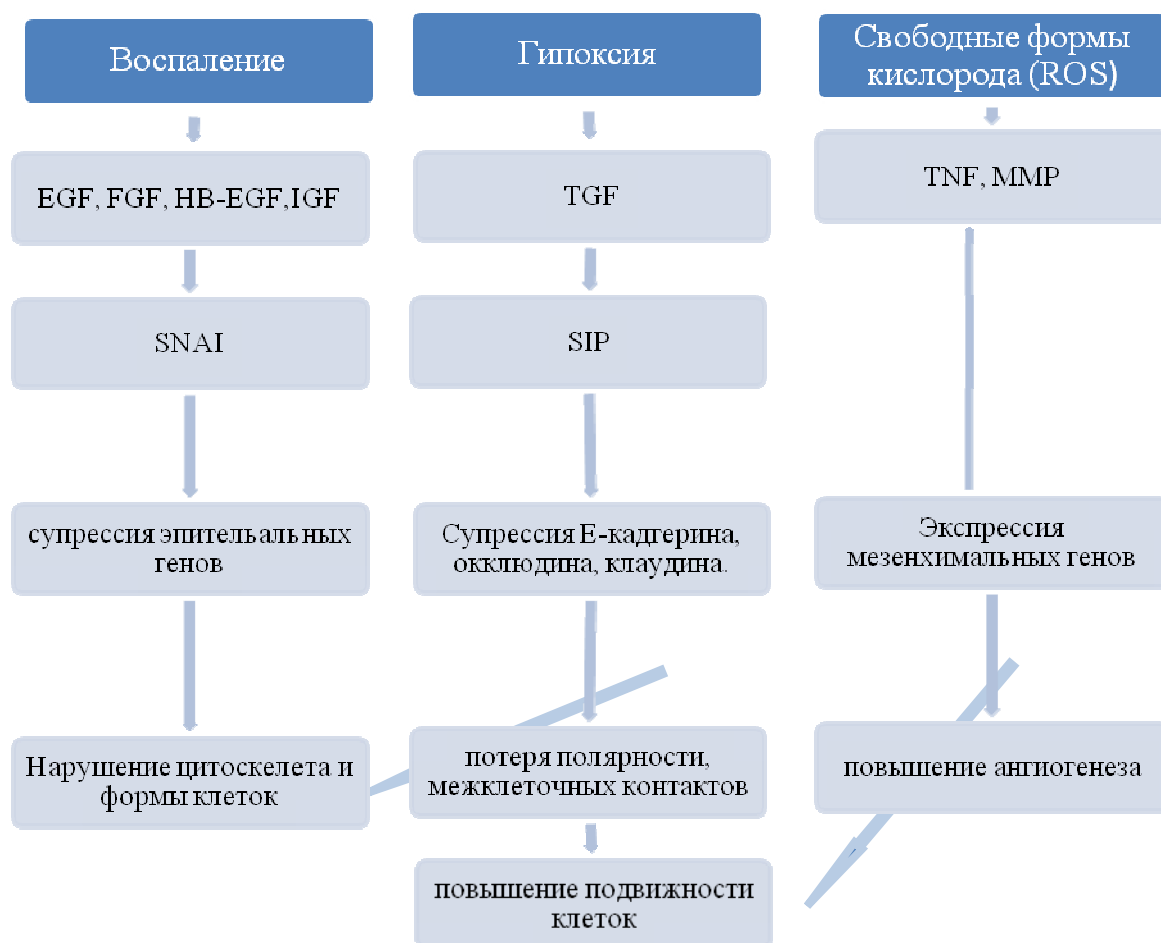 Воспаление
EGF, FGF, HB-EGF,IGF
SNAI
супрессия эпительальных
генов
Нарушение цитоскелета и
формы клеток
Гипоксия
TGF
SIP
Супрессия Е-кадгерина,
окклюдина, клаудина.
потеря полярности,
межклеточных контактов
повышение подвижности
клеток
Свободные формы
кислорода (ROS)
TNF, MMP
Экспрессия
мезенхимальных генов
повышение ангиогенеза